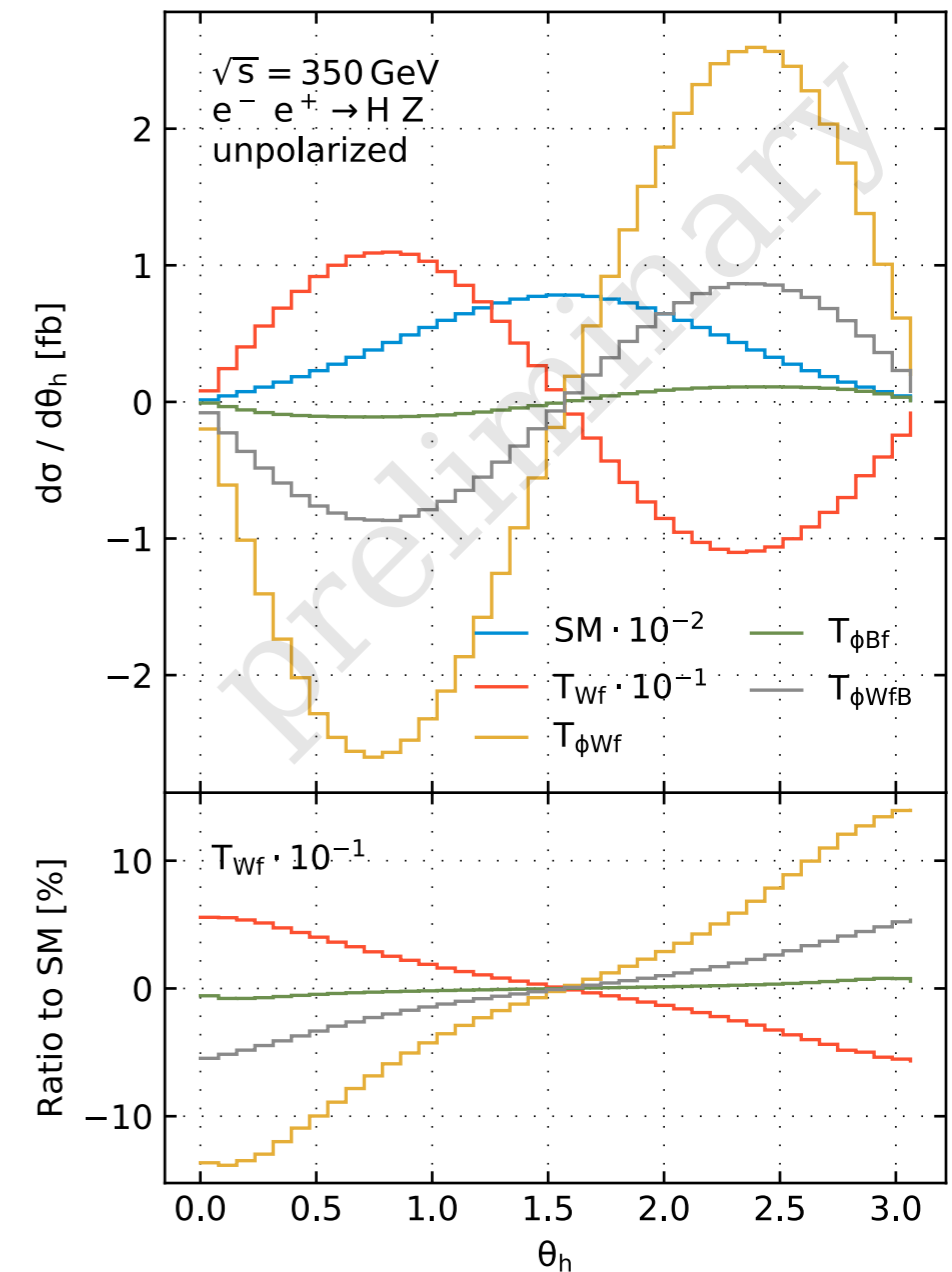 √s = 350 GeV
e⁻ e⁺ → H Z
unpolarized
preliminary
dσ / dθₕ [fb]
2
1
0
−1
−2
SM · 10⁻²
T_Wf · 10⁻¹
T_ϕWf
T_ϕBf
T_ϕWfB
T_Wf · 10⁻¹
Ratio to SM [%]
10
0
−10
0.0 0.5 1.0 1.5 2.0 2.5 3.0
θₕ